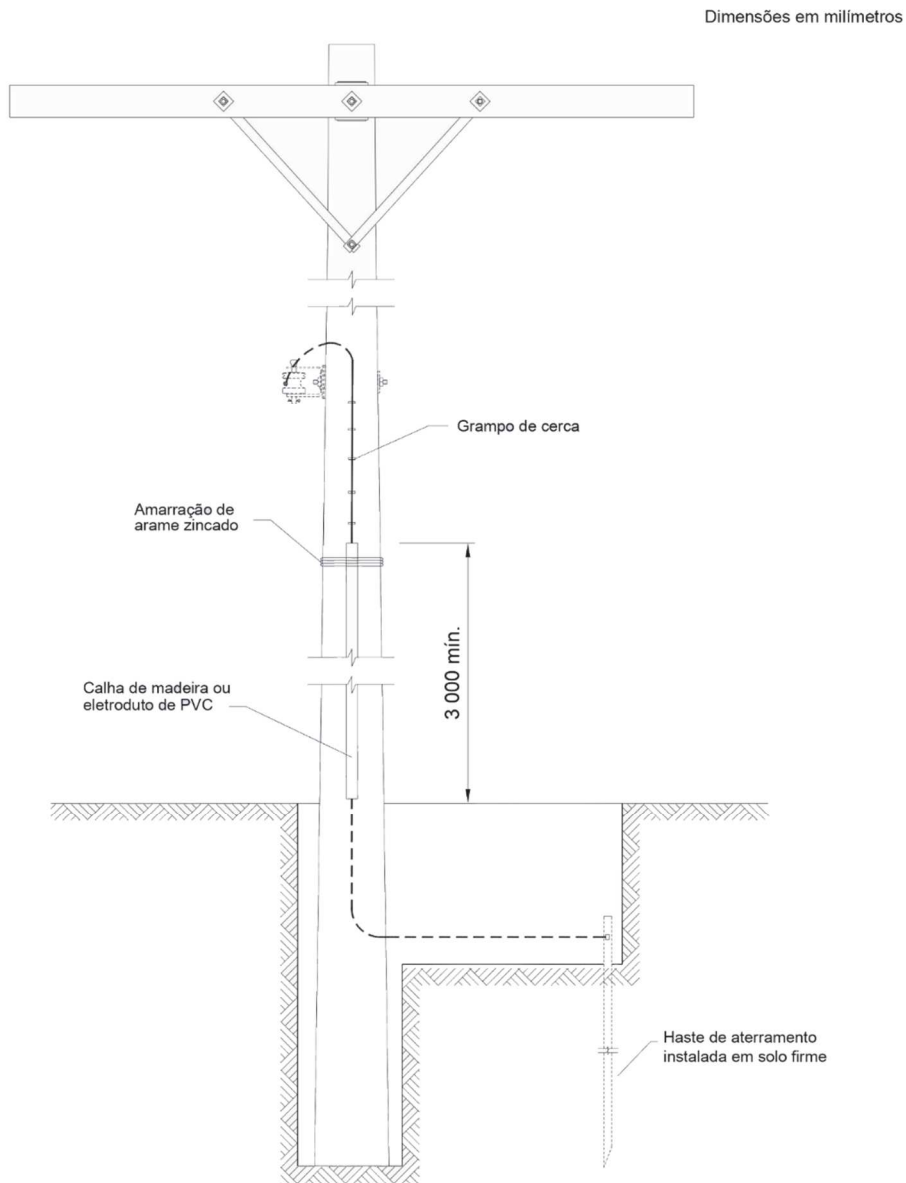 Dimensões em milímetros
Grampo de cerca
Amarração de
arame zincado
3 000 mín.
Calha de madeira ou
eletroduto de PVC
Haste de aterramento
instalada em solo firme